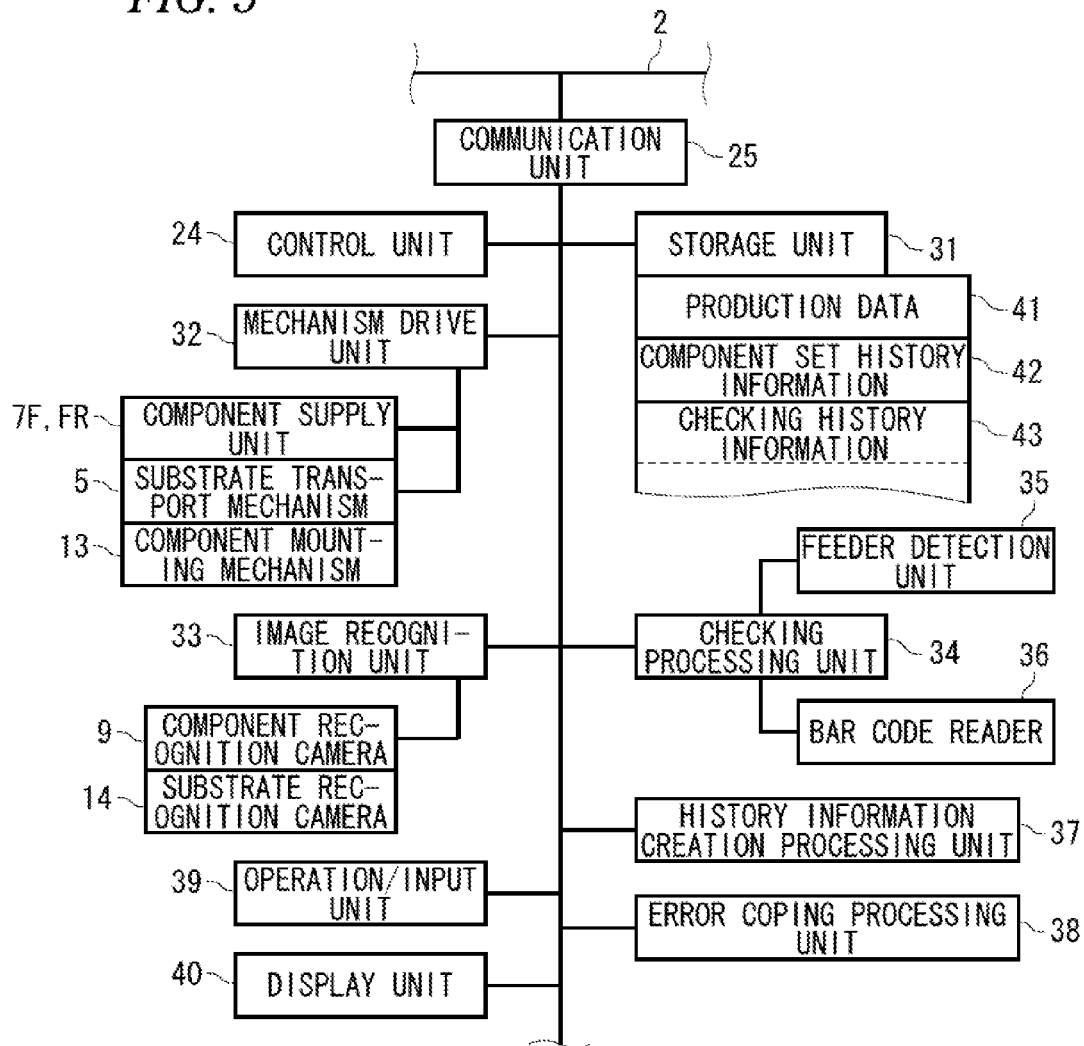 FIG.
2
COMMUNICATION
UNIT
25
24
CONTROL UNIT
STORAGE UNIT
31
PRODUCTION DATA
41
32
MECHANISM DRIVE
UNIT
COMPONENT SET HISTORY
INFORMATION
42
7F, FR
COMPONENT SUPPLY
UNIT
CHECKING HISTORY
INFORMATION
43
5
SUBSTRATE TRANS-
PORT MECHANISM
13
COMPONENT MOUNT-
ING MECHANISM
35
FEEDER DETECTION
UNIT
33
IMAGE RECOGNI-
TION UNIT
CHECKING
PROCESSING UNIT
34
36
BAR CODE READER
9
COMPONENT REC-
OGNITION CAMERA
14
SUBSTRATE REC-
OGNITION CAMERA
HISTORY INFORMATION
CREATION PROCESSING UNIT
37
39
OPERATION/INPUT
UNIT
ERROR COPING PROCESSING
UNIT
38
40
DISPLAY UNIT